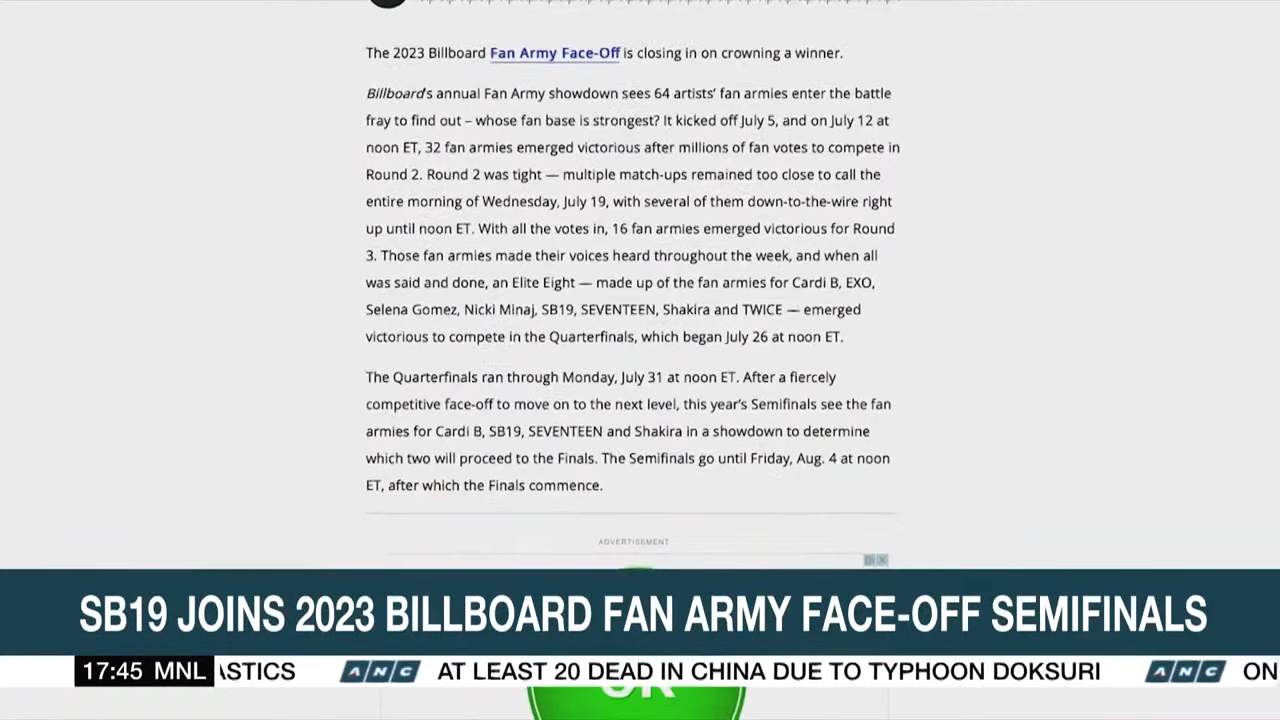 The 2023 Billboard Fan Army Face-Off is closing in on crowning a winner.
Billboard's annual Fan Army showdown sees 64 artists' fan armies enter the battle
fray to find out – whose fan base is strongest? It kicked off July 5, and on July 12 at
noon ET, 32 fan armies emerged victorious after millions of fan votes to compete in
Round 2. Round 2 was tight — multiple match-ups remained too close to call the
entire morning of Wednesday, July 19, with several of them down-to-the-wire right
up until noon ET. With all the votes in, 16 fan armies emerged victorious for Round
3. Those fan armies made their voices heard throughout the week, and when all
was said and done, an Elite Eight — made up of the fan armies for Cardi B, EXO,
Selena Gomez, Nicki Minaj, SB19, SEVENTEEN, Shakira and TWICE — emerged
victorious to compete in the Quarterfinals, which began July 26 at noon ET.
The Quarterfinals ran through Monday, July 31 at noon ET. After a fiercely
competitive face-off to move on to the next level, this year's Semifinals see the fan
armies for Cardi B, SB19, SEVENTEEN and Shakira in a showdown to determine
which two will proceed to the Finals. The Semifinals go until Friday, Aug. 4 at noon
ET, after which the Finals commence.
ADVERTISEMENT
SB19 JOINS 2023 BILLBOARD FAN ARMY FACE-OFF SEMIFINALS
17:45 MNL ASTICS ANC AT LEAST 20 DEAD IN CHINA DUE TO TYPHOON DOKSURI ANC ON